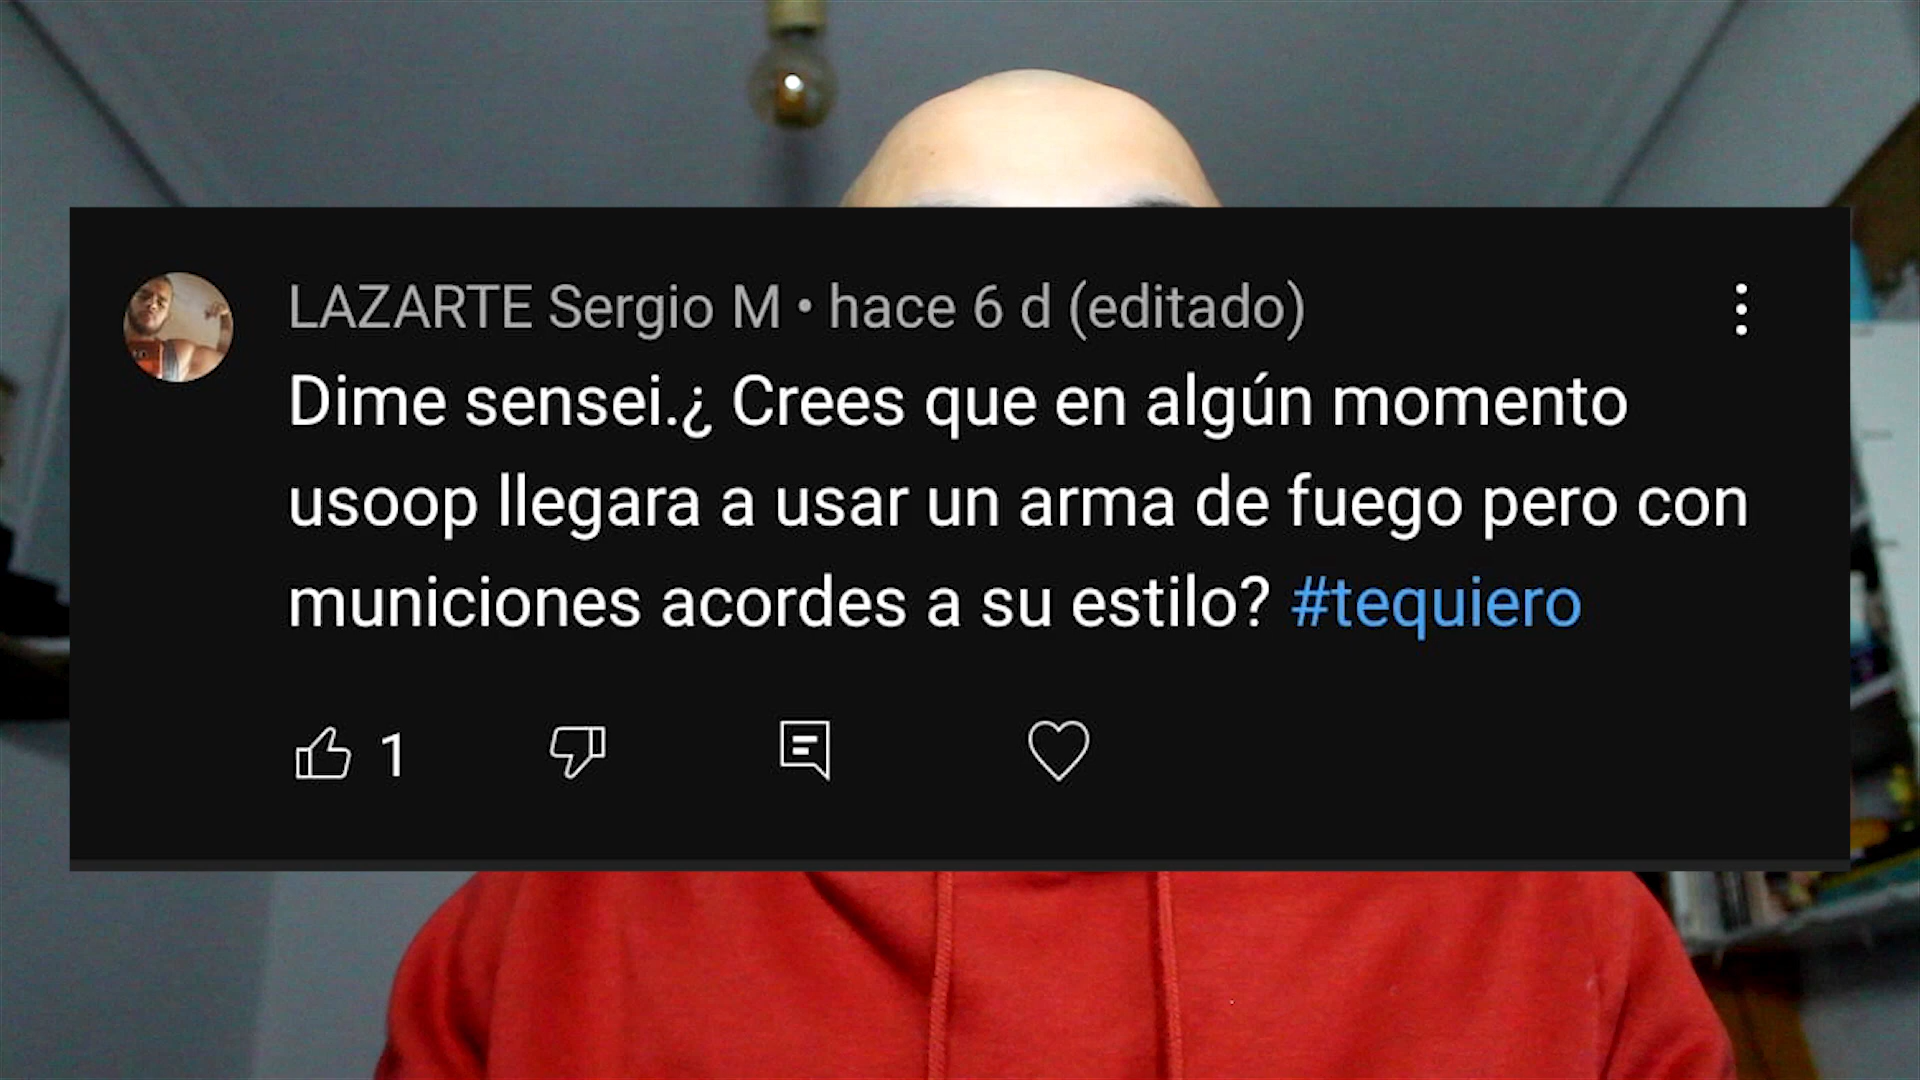 LAZARTE Sergio M • hace 6 d (editado)
Dime sensei.¿ Crees que en algún momento
usoop llegara a usar un arma de fuego pero con
municiones acordes a su estilo? #tequiero
1